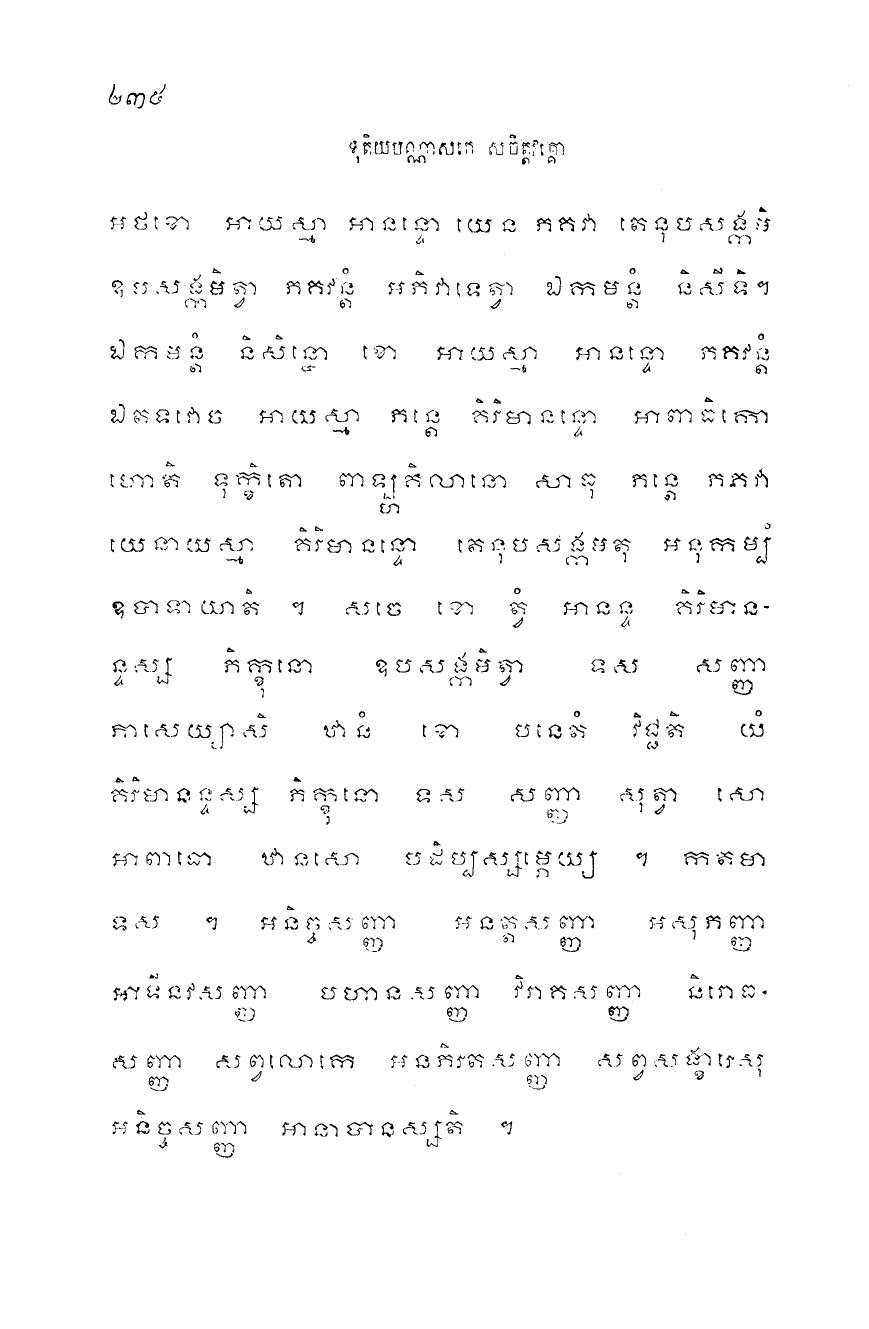 ២៣៥
ទុតិយបណ្ណាសកេ សចិត្តវគ្គោ
អថខោ អាយស្មា អានន្ទោ យេន ភគវា តេនុបសង្កមិ
ឧបសង្កមិត្វា ភគវន្តំ អភិវាទេត្វា ឯកមន្តំ និសីទិ។
ឯកមន្តំ និសិន្នោ ខោ អាយស្មា អានន្ទោ ភគវន្តំ
ឯតទវោច អាយស្មា ភន្តេ គិរិមានន្ទោ អាពាធិកោ
ហោតិ ទុក្ខិតោ ពាឡ្ហគិលានោ សាធុ ភន្តេ ភគវា
យេនាយស្មា គិរិមានន្ទោ តេនុបសង្កមតុ អនុកម្បំ
ឧបាទាយាតិ ។ សចេ ខោ ត្វំ អានន្ទ គិរិមាន-
ន្ទស្ស ភិក្ខុនោ ឧបសង្កមិត្វា ទស សញ្ញា
ភាសេយ្យាសិ ឋានំ ខោ បនេតំ វិជ្ជតិ យំ
គិរិមានន្ទស្ស ភិក្ខុនោ ទស សញ្ញា សុត្វា សោ
អាពាធោ ឋានសោ បដិប្បស្សម្ភេយ្យ ។ កតមា
ទស ។ អនិច្ចសញ្ញា អនត្តសញ្ញា អសុភញ្ញា
អាទីនវសញ្ញា បហានសញ្ញា វិរាគសញ្ញា និរោធ-
សញ្ញា សព្វលោកេ អនភិរតសញ្ញា សព្វសង្ខារេសុ
អនិច្ចសញ្ញា អានាបានស្សតិ ។